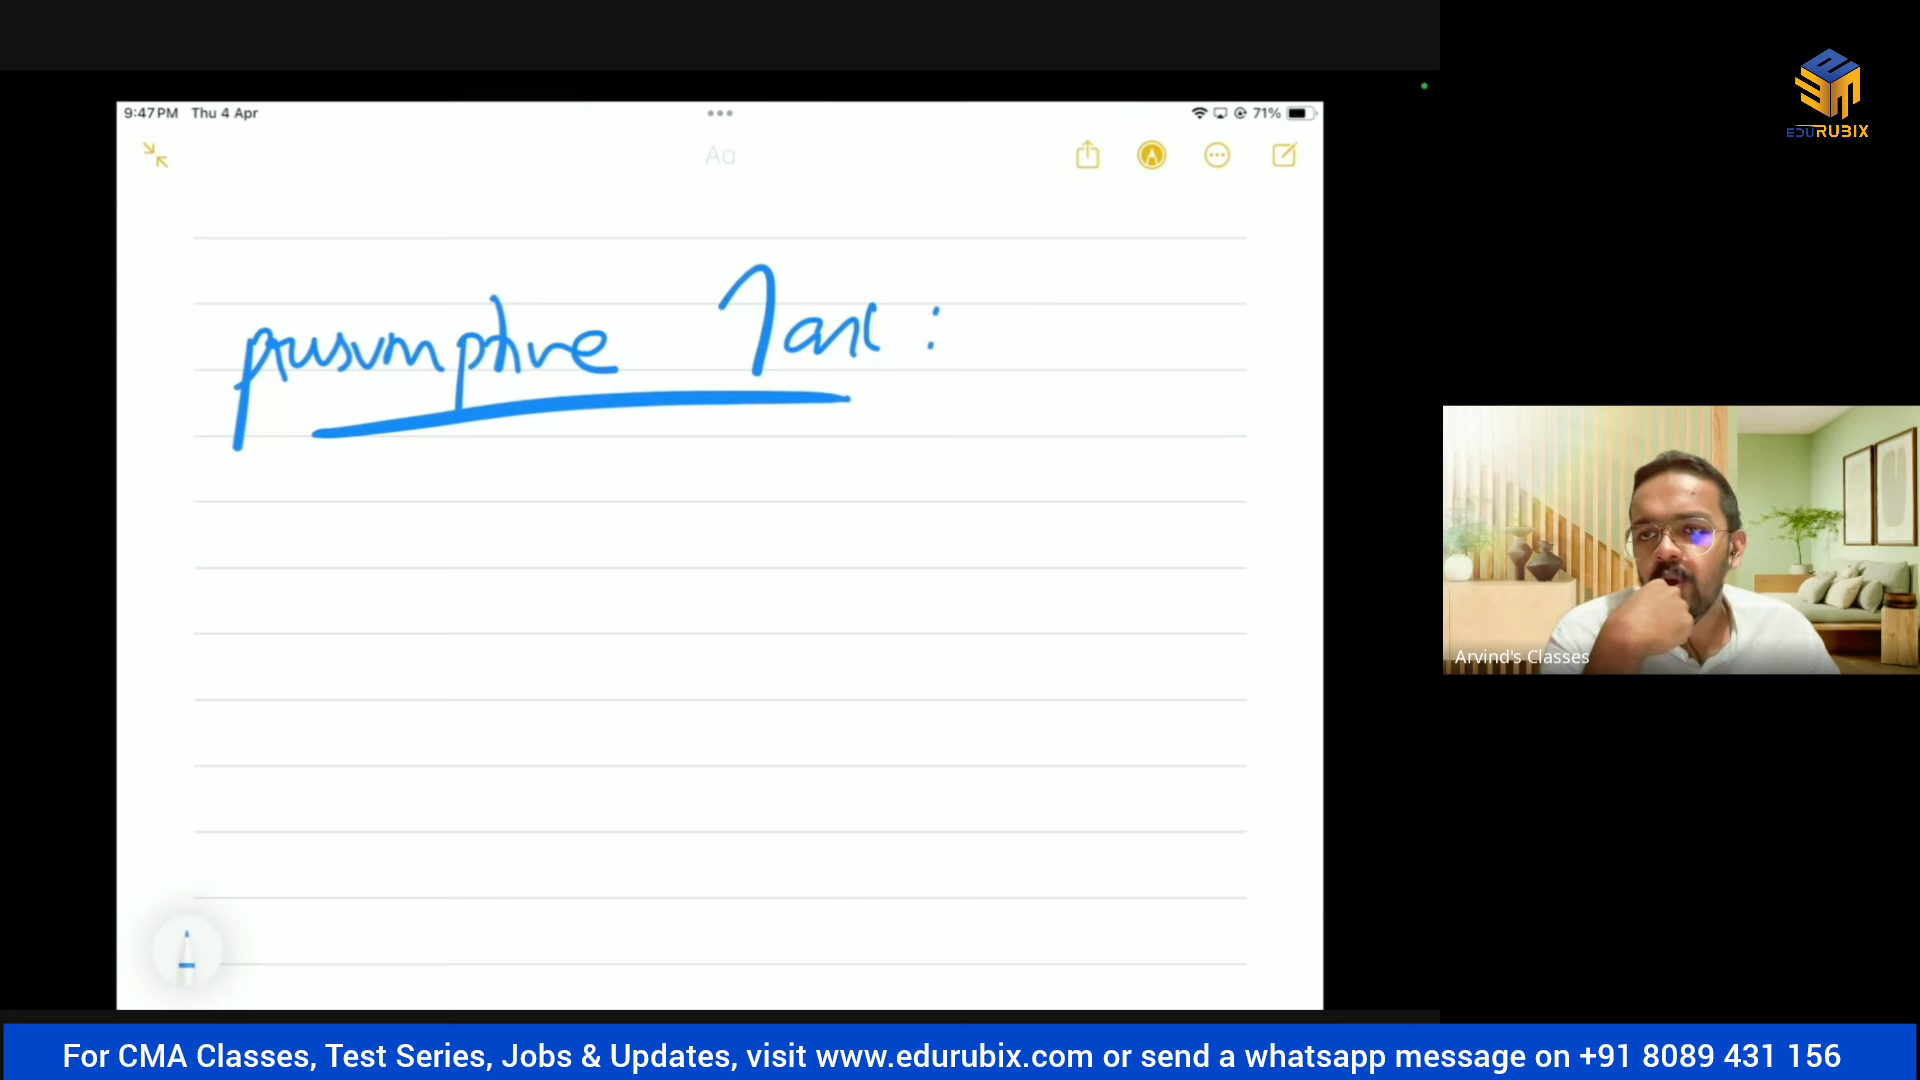 9:47 PM Thu 4 Apr
71%
Aa
EDURUBIX
presumptive Tax :
Arvind's Classes
For CMA Classes, Test Series, Jobs & Updates, visit www.edurubix.com or send a whatsapp message on +91 8089 431 156